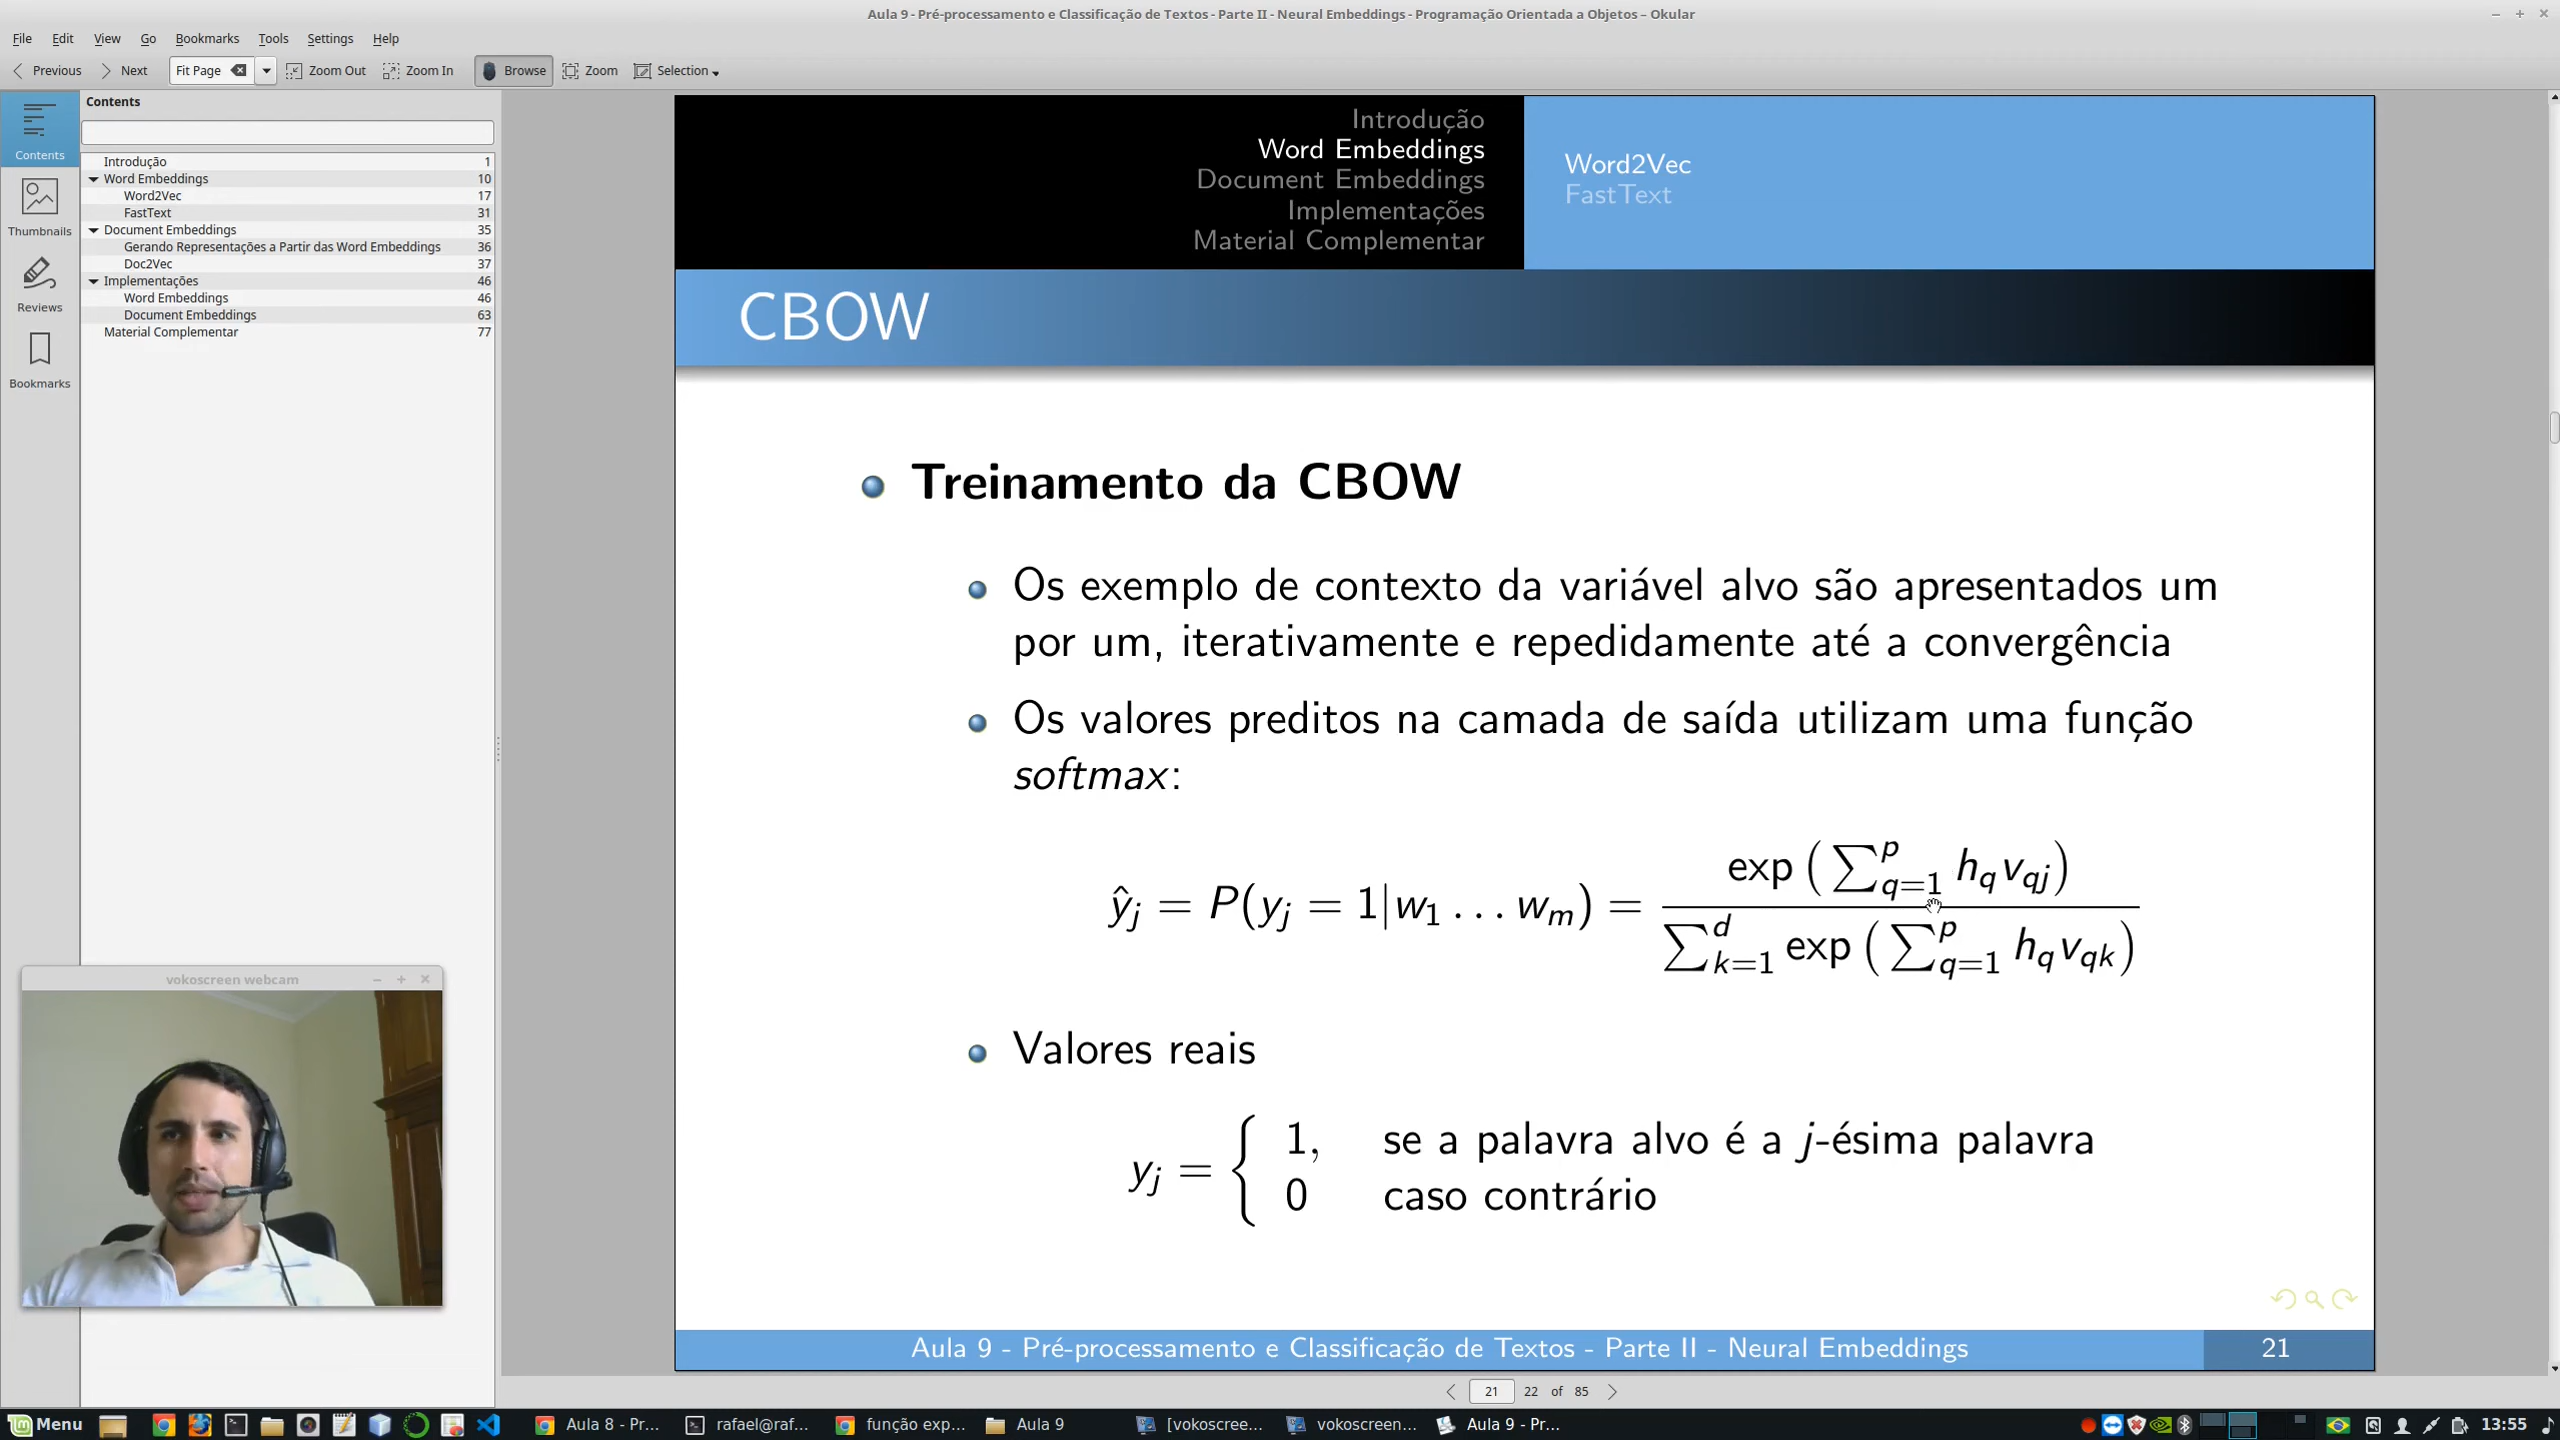 Aula 9 - Pré-processamento e Classificação de Textos - Parte II - Neural Embeddings - Programação Orientada a Objetos – Okular
File Edit View Go Bookmarks Tools Settings Help
Previous Next Fit Page Zoom Out Zoom In Browse Zoom Selection
Contents
Contents
Thumbnails
Reviews
Bookmarks
Introdução 1
Word Embeddings 10
Word2Vec 17
FastText 31
Document Embeddings 35
Gerando Representações a Partir das Word Embeddings 36
Doc2Vec 37
Implementações 46
Word Embeddings 46
Document Embeddings 63
Material Complementar 77
Introdução
Word Embeddings
Document Embeddings
Implementações
Material Complementar
Word2Vec
FastText
CBOW
Treinamento da CBOW
Os exemplo de contexto da variável alvo são apresentados um
por um, iterativamente e repedidamente até a convergência
Os valores preditos na camada de saída utilizam uma função
softmax:
ŷ_j = P(y_j = 1|w_1 … w_m) = exp(∑_{q=1}^{p} h_q v_{qj}) / ∑_{k=1}^{d} exp(∑_{q=1}^{p} h_q v_{qk})
Valores reais
y_j = { 1, se a palavra alvo é a j-ésima palavra
0 caso contrário
Aula 9 - Pré-processamento e Classificação de Textos - Parte II - Neural Embeddings 21
vokoscreen webcam
21 22 of 85
Menu Aula 8 - Pr... rafael@raf... função exp... Aula 9 [vokoscree... vokoscreen... Aula 9 - Pr... 13:55